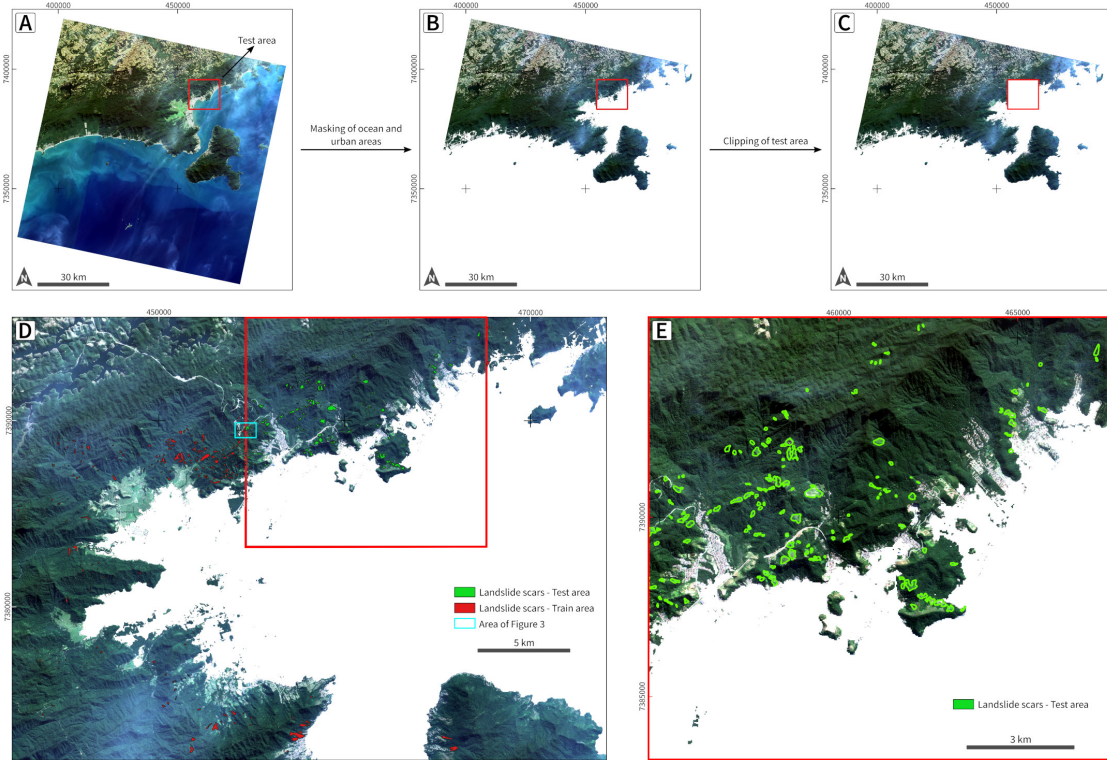 400000
450000
A
Test area
7400000
7350000
N
30 km
Masking of ocean and
urban areas
400000
450000
B
N
30 km
Clipping of test area
400000
450000
C
7400000
7350000
N
30 km
450000
470000
D
7390000
7380000
Landslide scars - Test area
Landslide scars - Train area
Area of Figure 3
5 km
460000
465000
E
7390000
7385000
Landslide scars - Test area
3 km